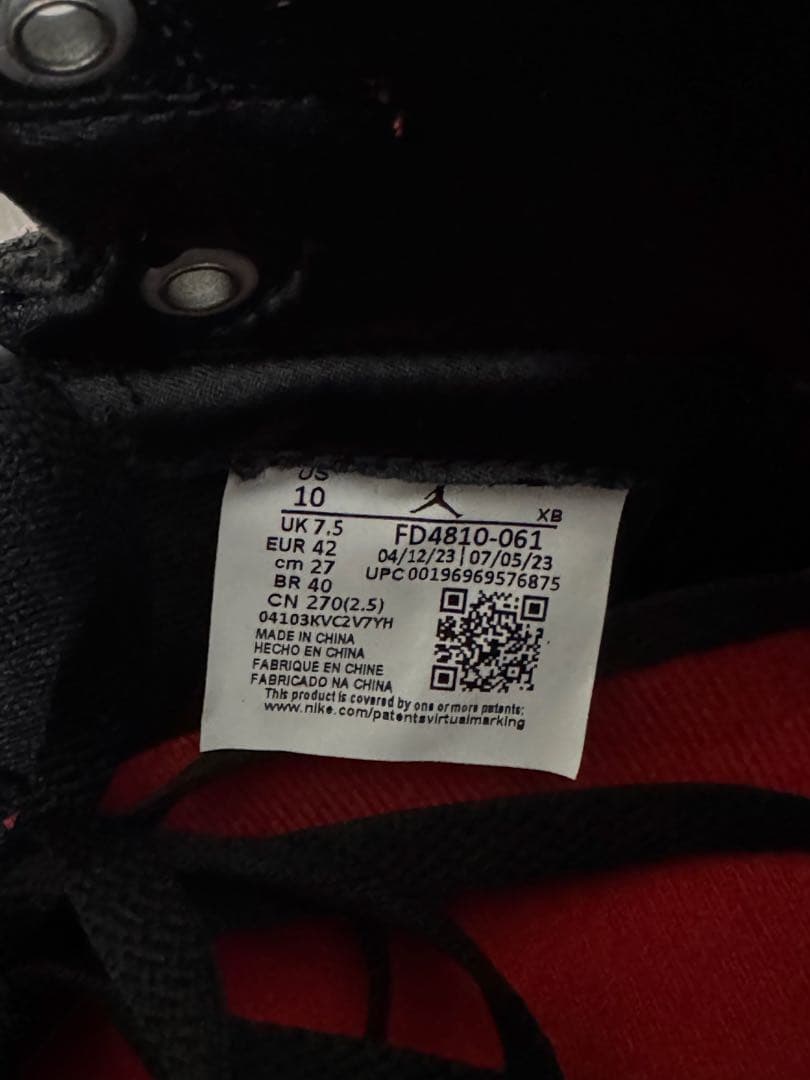 US
10
XB
UK 7.5
EUR 42
cm 27
BR 40
CN 270(2.5)
FD4810-061
04/12/23 | 07/05/23
UPC 00196969576875
04103KVC2V7YH
MADE IN CHINA
HECHO EN CHINA
FABRIQUE EN CHINE
FABRICADO NA CHINA
This product is covered by one or more patents:
www.nike.com/patentsvirtualmarking